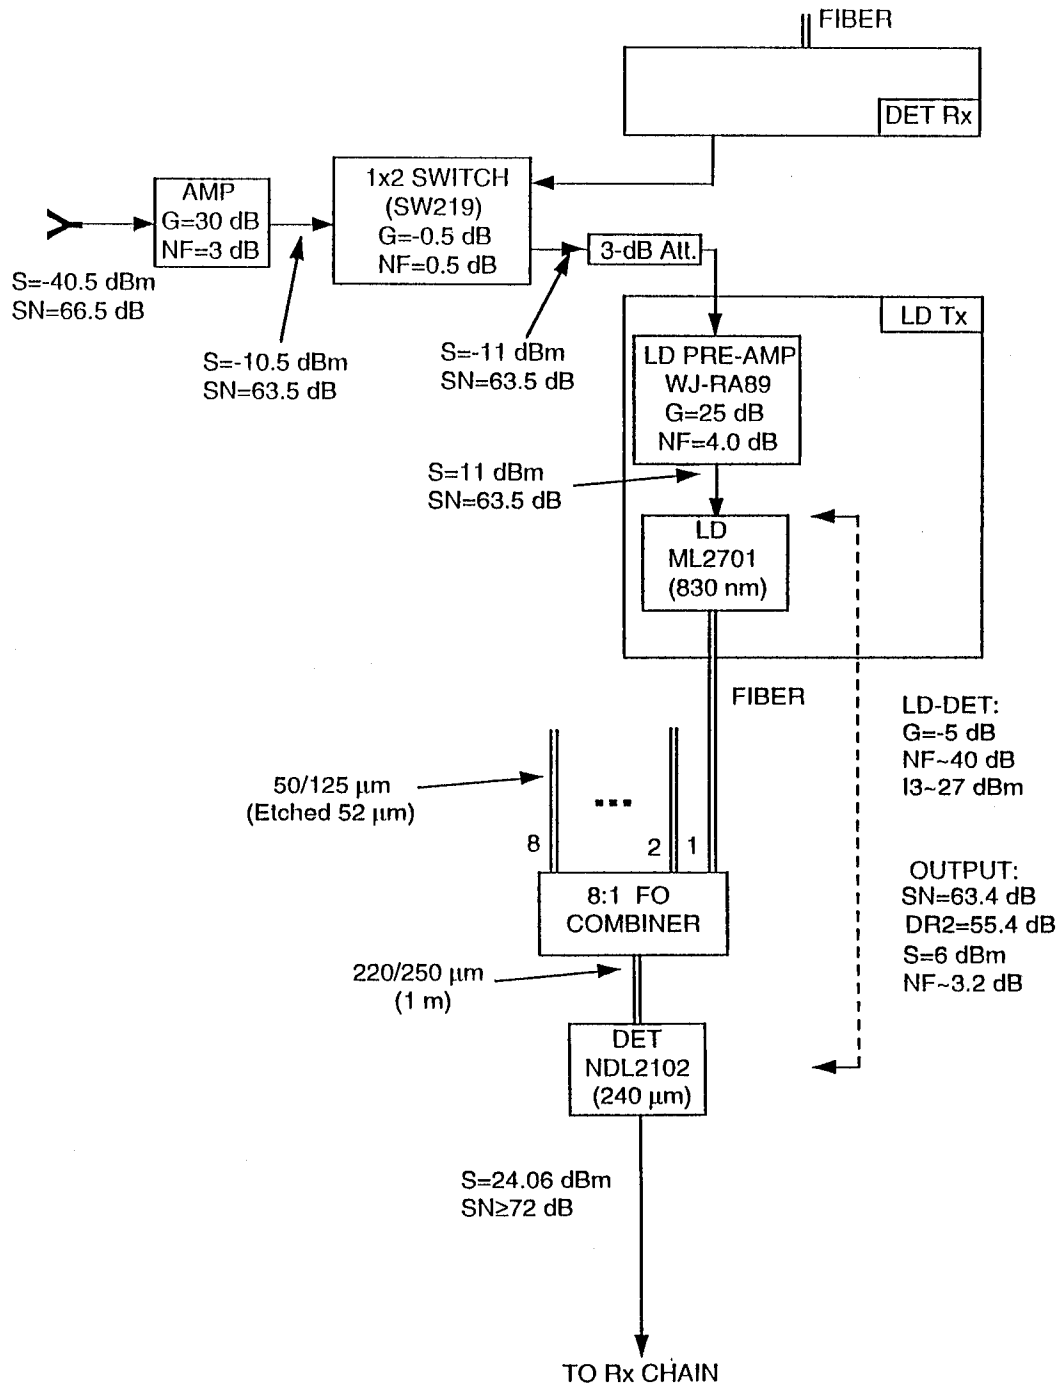 FIBER
DET Rx
AMP
G=30 dB
NF=3 dB
1x2 SWITCH
(SW219)
G=-0.5 dB
NF=0.5 dB
3-dB Att.
S=-40.5 dBm
SN=66.5 dB
S=-10.5 dBm
SN=63.5 dB
S=-11 dBm
SN=63.5 dB
LD Tx
LD PRE-AMP
WJ-RA89
G=25 dB
NF=4.0 dB
S=11 dBm
SN=63.5 dB
LD
ML2701
(830 nm)
FIBER
LD-DET:
G=-5 dB
NF~40 dB
I3~27 dBm
50/125 μm
(Etched 52 μm)
8
2
1
8:1 FO
COMBINER
OUTPUT:
SN=63.4 dB
DR2=55.4 dB
S=6 dBm
NF~3.2 dB
220/250 μm
(1 m)
DET
NDL2102
(240 μm)
S=24.06 dBm
SN≥72 dB
TO Rx CHAIN